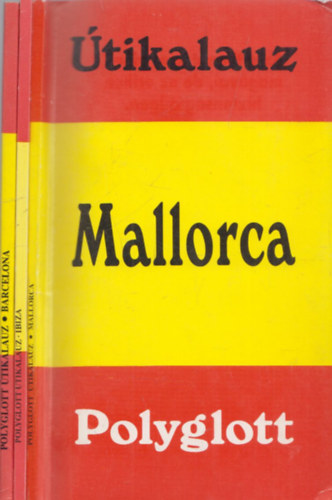 Útikalauz
Mallorca
Polyglott
POLYGLOTT ÚTIKALAUZ • BARCELONA
POLYGLOTT ÚTIKALAUZ · IBIZA
POLYGLOTT ÚTIKALAUZ • MALLORCA